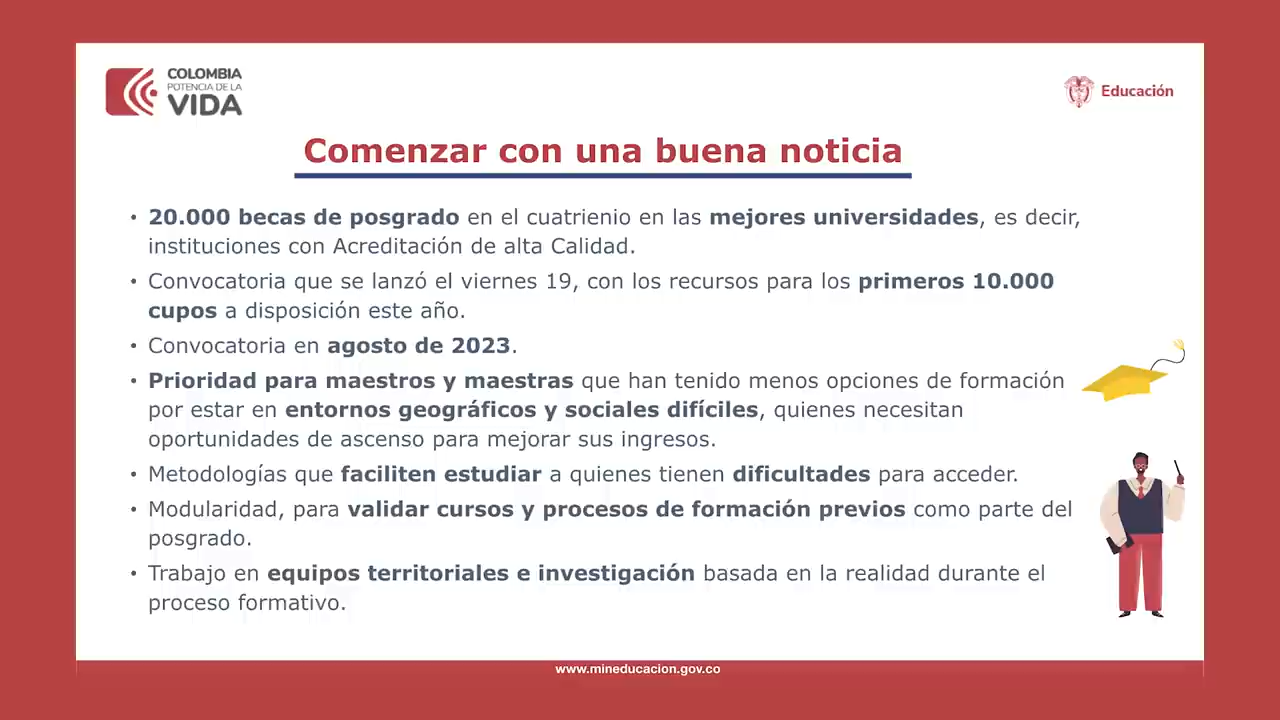 COLOMBIA
POTENCIA DE LA
VIDA
Educación
Comenzar con una buena noticia
• 20.000 becas de posgrado en el cuatrienio en las mejores universidades, es decir,
instituciones con Acreditación de alta Calidad.
• Convocatoria que se lanzó el viernes 19, con los recursos para los primeros 10.000
cupos a disposición este año.
• Convocatoria en agosto de 2023.
• Prioridad para maestros y maestras que han tenido menos opciones de formación
por estar en entornos geográficos y sociales difíciles, quienes necesitan
oportunidades de ascenso para mejorar sus ingresos.
• Metodologías que faciliten estudiar a quienes tienen dificultades para acceder.
• Modularidad, para validar cursos y procesos de formación previos como parte del
posgrado.
• Trabajo en equipos territoriales e investigación basada en la realidad durante el
proceso formativo.
www.mineducacion.gov.co